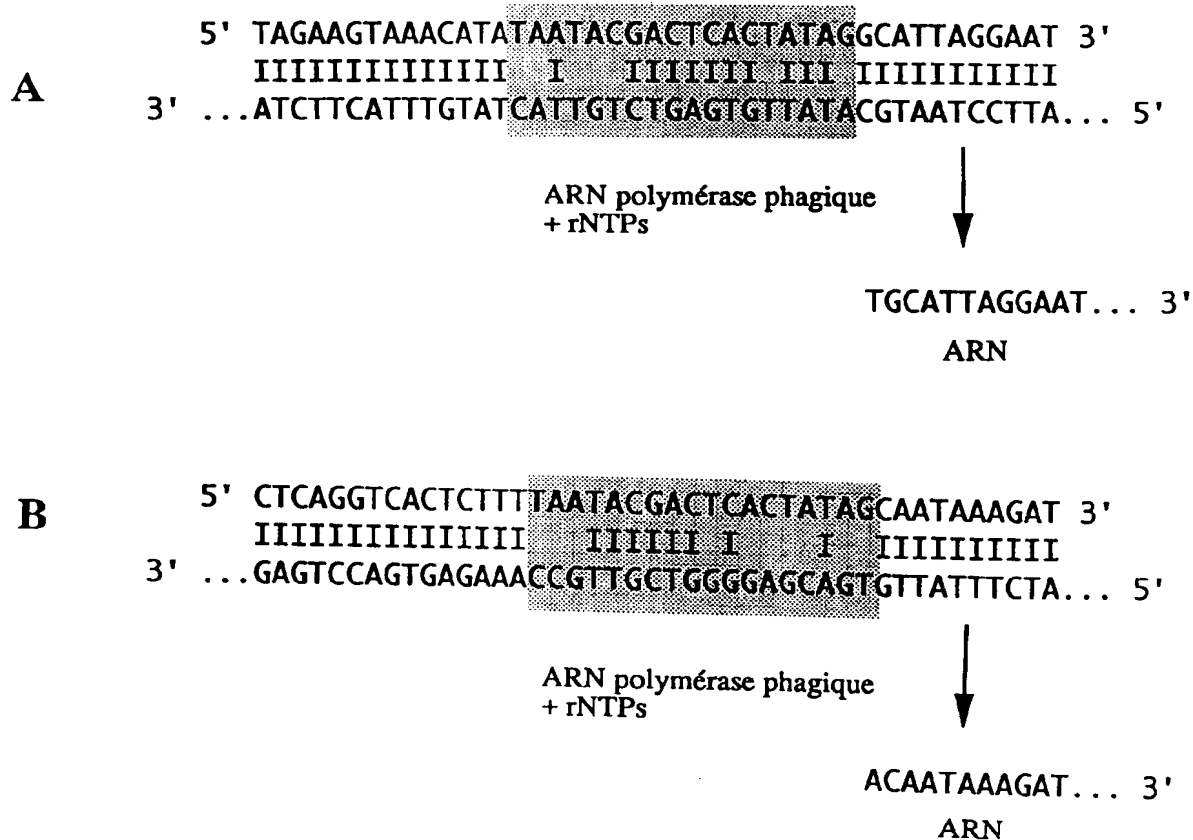 5' TAGAAGTAAACATATAATACGACTCACTATAGGCATTAGGAAT 3'
A
IIIIIIIIIIIIII I IIIIIII III IIIIIIIIIII
3' ...ATCTTCATTTGTATCATTGTCTGAGTGTTATACGTAATCCTTA... 5'
ARN polymérase phagique
+ rNTPs
TGCATTAGGAAT... 3'
ARN
5' CTCAGGTCACTCTTTTAATACGACTCACTATAGCAATAAAGAT 3'
B
IIIIIIIIIIIIIII IIIIII I I IIIIIIIIII
3' ...GAGTCCAGTGAGAAACCGTTGCTGGGGAGCAGTGTTATTTCTA... 5'
ARN polymérase phagique
+ rNTPs
ACAATAAAGAT... 3'
ARN